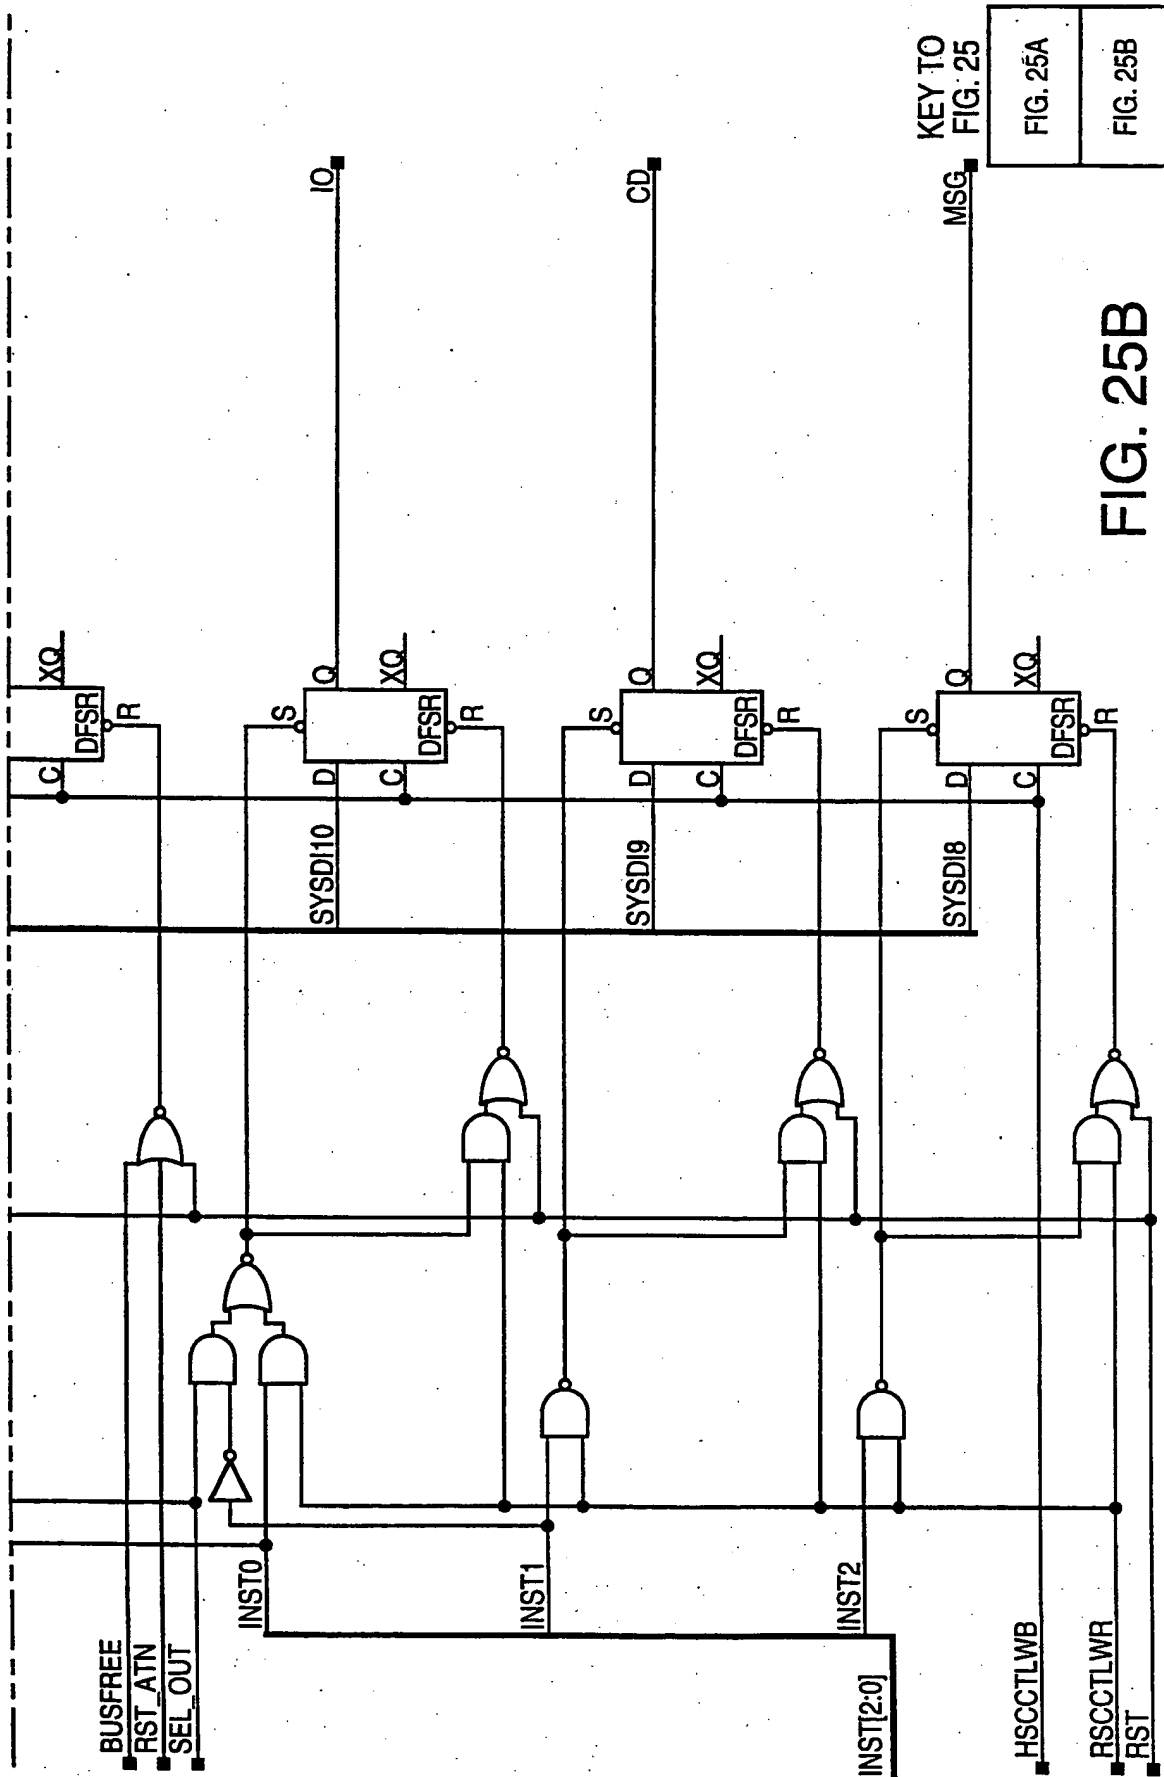 BUSFREE
RST_ATN
SEL_OUT
INST0
INST1
INST2
INST[2:0]
HSCCTLWB
RSCCTLWR
RST
C
XQ
DFSR
R
SYSDI10
S
D
Q
C
XQ
DFSR
R
IO
SYSDI9
S
D
Q
C
XQ
DFSR
R
CD
SYSDI8
S
D
Q
C
XQ
DFSR
R
MSG
KEY TO
FIG. 25
FIG. 25A
FIG. 25B
FIG. 25B